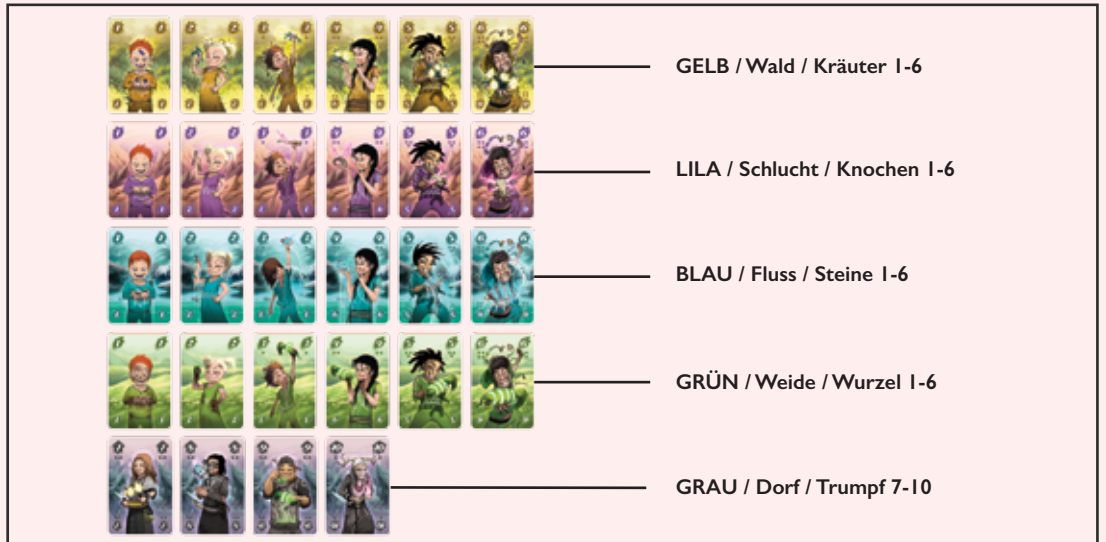 GELB / Wald / Kräuter 1-6
LILA / Schlucht / Knochen 1-6
BLAU / Fluss / Steine 1-6
GRÜN / Weide / Wurzel 1-6
GRAU / Dorf / Trumpf 7-10